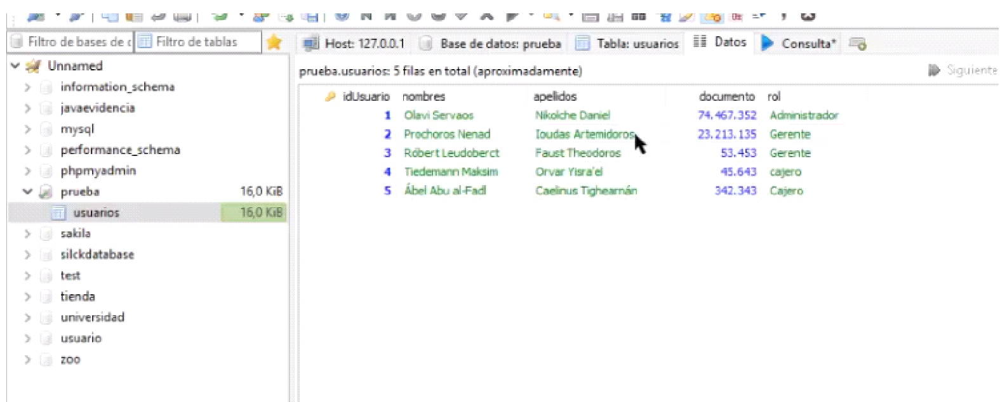 Filtro de bases de c Filtro de tablas
Host: 127.0.0.1 Base de datos: prueba Tabla: usuarios Datos Consulta*
Unnamed
information_schema
javaevidencia
mysql
performance_schema
phpmyadmin
prueba 16,0 KiB
usuarios 16,0 KiB
sakila
silckdatabase
test
tienda
universidad
usuario
zoo
prueba.usuarios: 5 filas en total (aproximadamente) Siguiente
idUsuario nombres apelidos documento rol
1 Olavi Servaos Nikolche Daniel 74.467.352 Administrador
2 Prochoros Nenad Ioudas Artemidoros 23.213.135 Gerente
3 Róbert Leudoberct Faust Theodoros 53.453 Gerente
4 Tiedemann Maksim Orvar Yisra'el 45.643 cajero
5 Ábel Abu al-Fadl Caelinus Tighearnán 342.343 Cajero